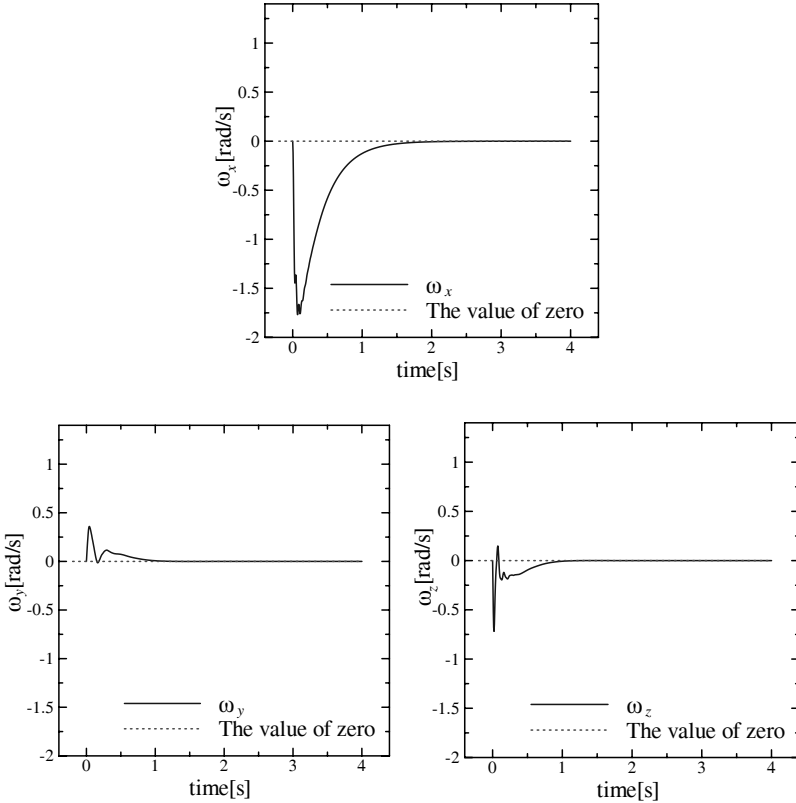 1
0.5
0
-0.5
-1
-1.5
-2
ωx[rad/s]
ωx
The value of zero
0 1 2 3 4
time[s]
1
0.5
0
-0.5
-1
-1.5
-2
ωy[rad/s]
ωy
The value of zero
0 1 2 3 4
time[s]
1
0.5
0
-0.5
-1
-1.5
-2
ωz[rad/s]
ωz
The value of zero
0 1 2 3 4
time[s]